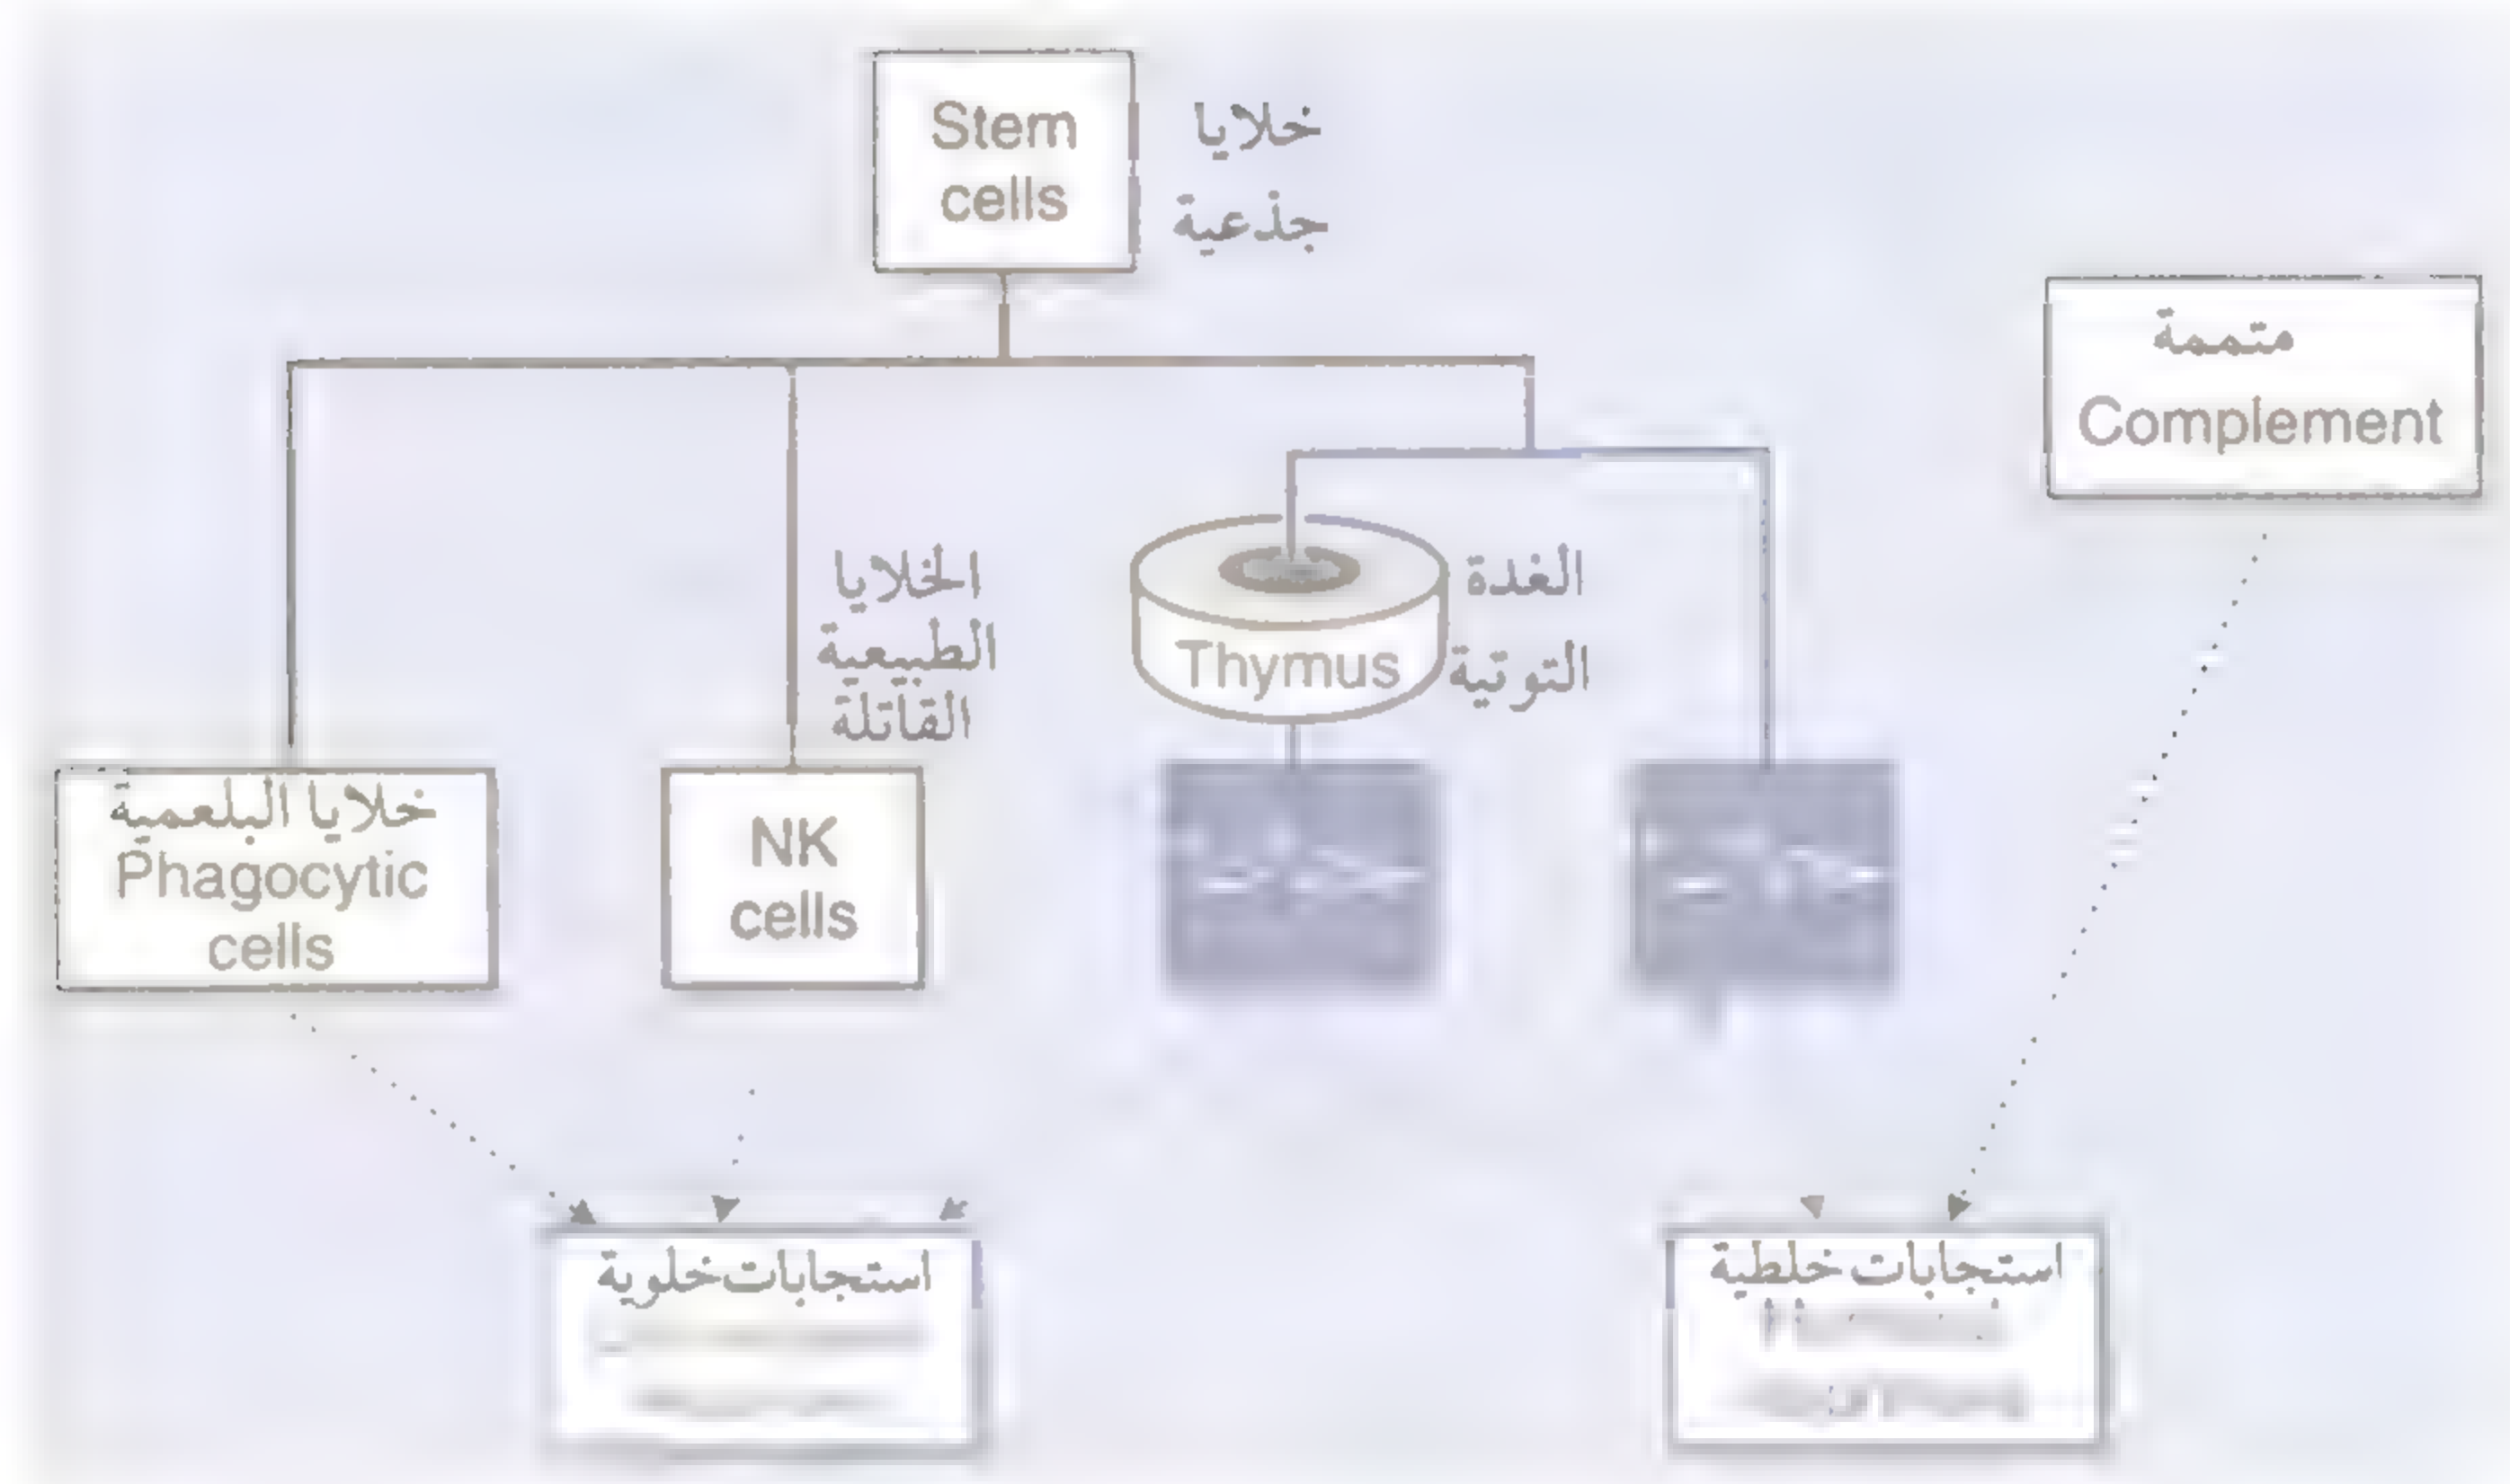 Stem
cells
خلايا
جذعية
متممة
Complement
الخلايا
الطبيعية
القاتلة
Thymus
الغدة
التوتية
خلايا البلعمية
Phagocytic
cells
NK
cells
استجابات خلوية
استجابات خلطية